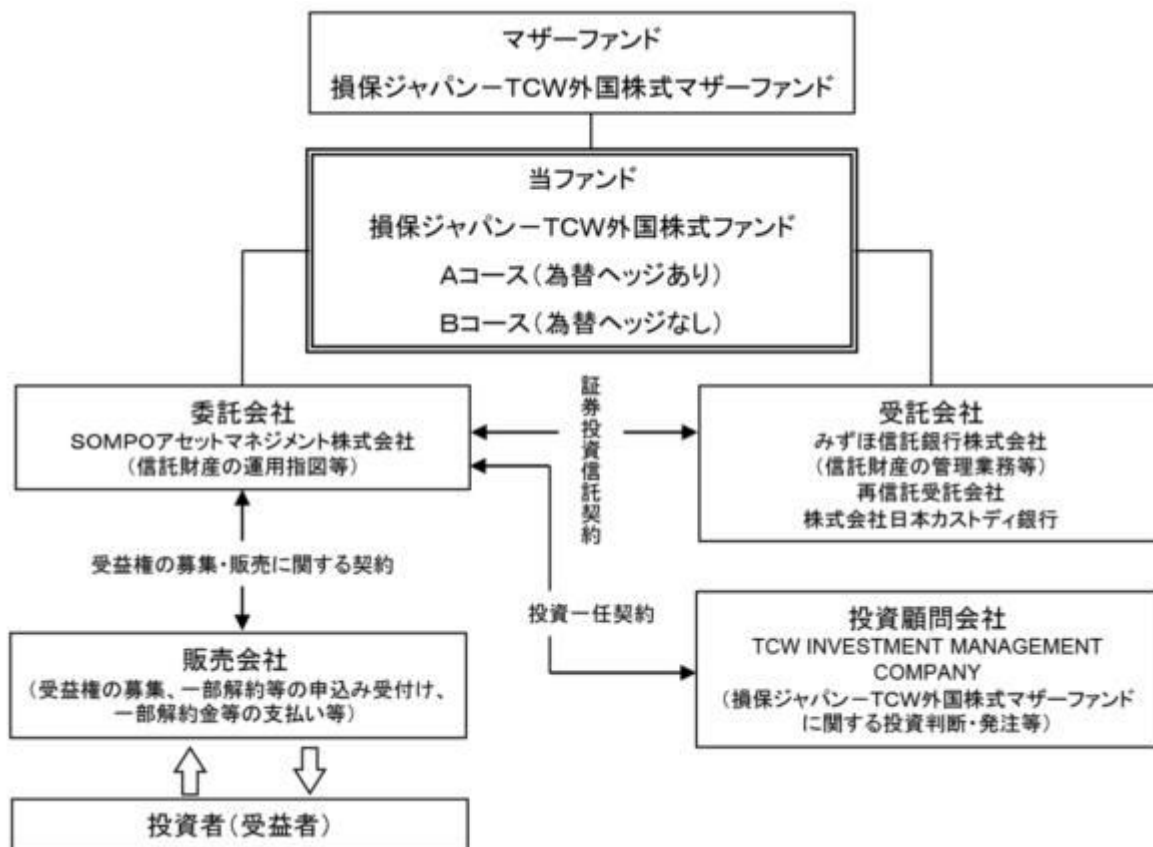 マザーファンド
損保ジャパン－TCW外国株式マザーファンド
当ファンド
損保ジャパン－TCW外国株式ファンド
Aコース（為替ヘッジあり）
Bコース（為替ヘッジなし）
委託会社
SOMPOアセットマネジメント株式会社
（信託財産の運用指図等）
証券投資信託契約
受託会社
みずほ信託銀行株式会社
（信託財産の管理業務等）
再信託受託会社
株式会社日本カストディ銀行
受益権の募集・販売に関する契約
投資一任契約
投資顧問会社
TCW INVESTMENT MANAGEMENT
COMPANY
（損保ジャパン－TCW外国株式マザーファンド
に関する投資判断・発注等）
販売会社
（受益権の募集、一部解約等の申込み受付け、
一部解約金等の支払い等）
投資者（受益者）